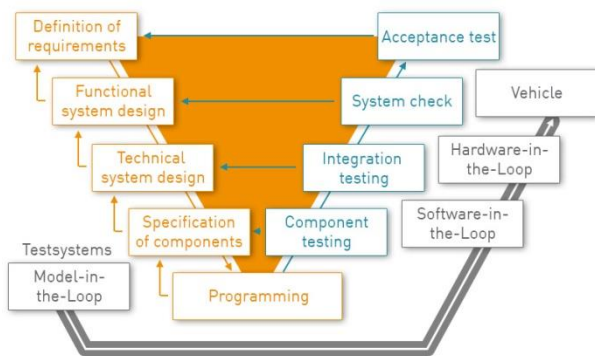 Definition of
requirements
Acceptance test
Functional
system design
System check
Vehicle
Technical
system design
Integration
testing
Hardware-in-
the-Loop
Specification
of components
Component
testing
Software-in-
the-Loop
Testsystems
Model-in-
the-Loop
Programming